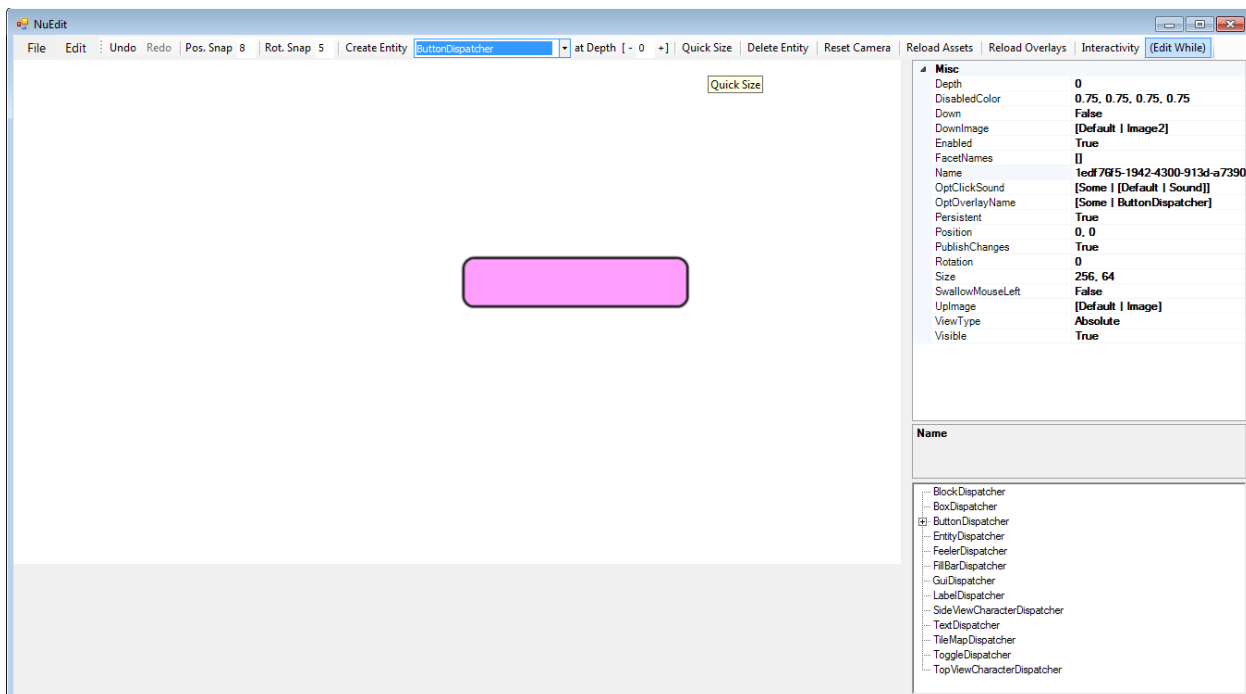 NuEdit
File Edit Undo Redo Pos. Snap 8 Rot. Snap 5 Create Entity ButtonDispatcher at Depth [ - 0 + ] Quick Size Delete Entity Reset Camera Reload Assets Reload Overlays Interactivity (Edit While)
Quick Size
Misc
Depth 0
DisabledColor 0.75, 0.75, 0.75, 0.75
Down False
DownImage [Default | Image2]
Enabled True
FacetNames []
Name 1edf76f5-1942-4300-913d-a7390
OptClickSound [Some | [Default | Sound]]
OptOverlayName [Some | ButtonDispatcher]
Persistent True
Position 0, 0
PublishChanges True
Rotation 0
Size 256, 64
SwallowMouseLeft False
UpImage [Default | Image]
ViewType Absolute
Visible True
Name
BlockDispatcher
BoxDispatcher
ButtonDispatcher
EntityDispatcher
FeelerDispatcher
FillBarDispatcher
GuiDispatcher
LabelDispatcher
SideViewCharacterDispatcher
TextDispatcher
TileMapDispatcher
ToggleDispatcher
TopViewCharacterDispatcher